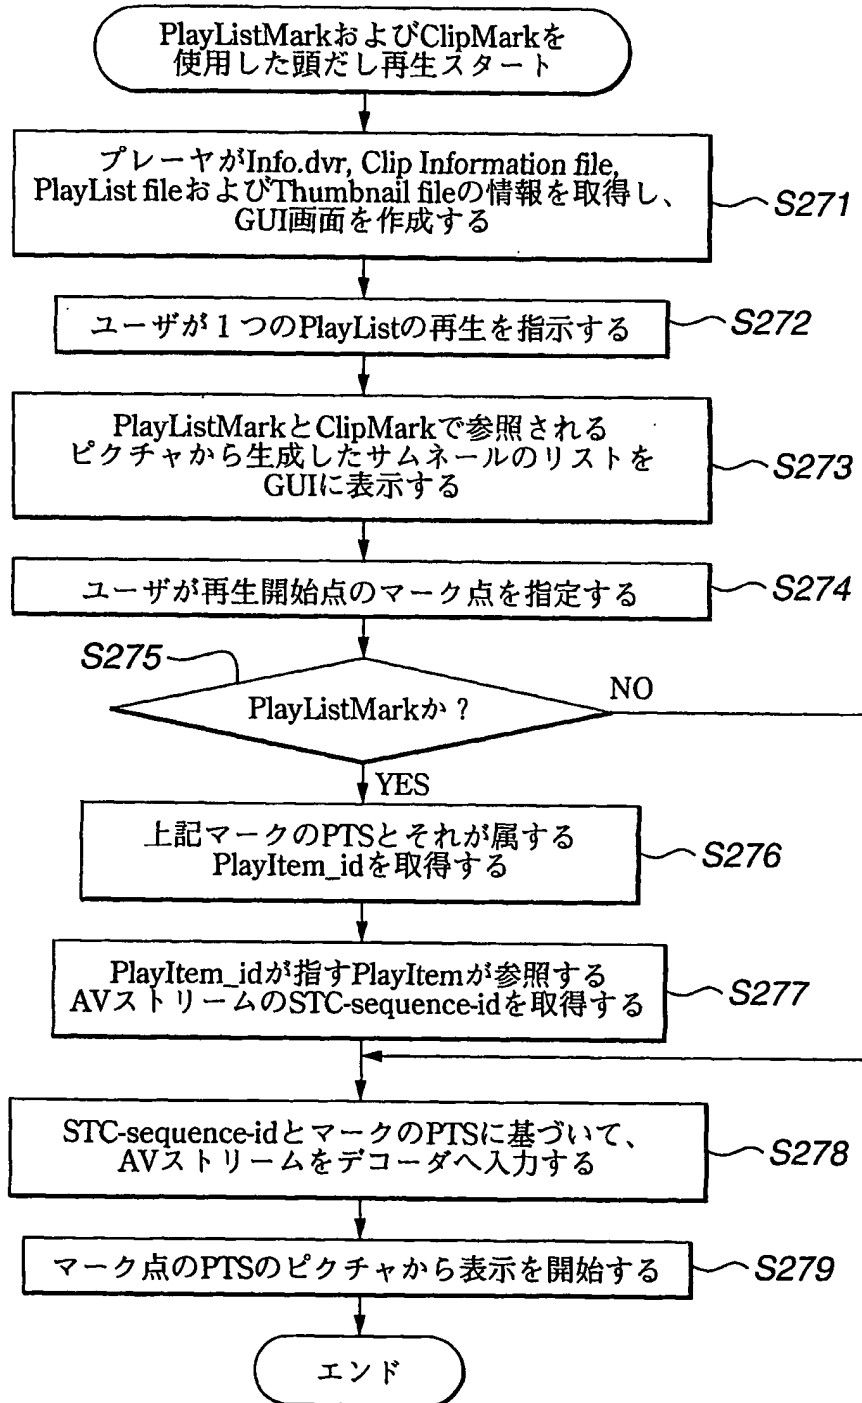 PlayListMarkおよびClipMarkを
使用した頭だし再生スタート
プレーヤがInfo.dvr, Clip Information file,
PlayList fileおよびThumbnail fileの情報を取得し、
GUI画面を作成する
S271
ユーザが１つのPlayListの再生を指示する
S272
PlayListMarkとClipMarkで参照される
ピクチャから生成したサムネールのリストを
GUIに表示する
S273
ユーザが再生開始点のマーク点を指定する
S274
S275
PlayListMarkか？
NO
YES
上記マークのPTSとそれが属する
PlayItem_idを取得する
S276
PlayItem_idが指すPlayItemが参照する
AVストリームのSTC-sequence-idを取得する
S277
STC-sequence-idとマークのPTSに基づいて、
AVストリームをデコーダへ入力する
S278
マーク点のPTSのピクチャから表示を開始する
S279
エンド